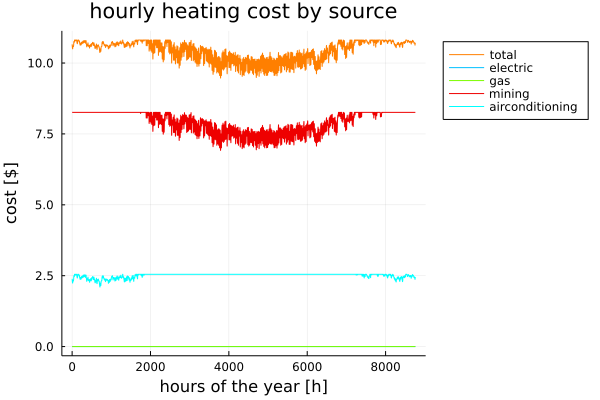 hourly heating cost by source
total
electric
gas
mining
airconditioning
10.0
7.5
5.0
2.5
0.0
cost [$]
0
2000
4000
6000
8000
hours of the year [h]